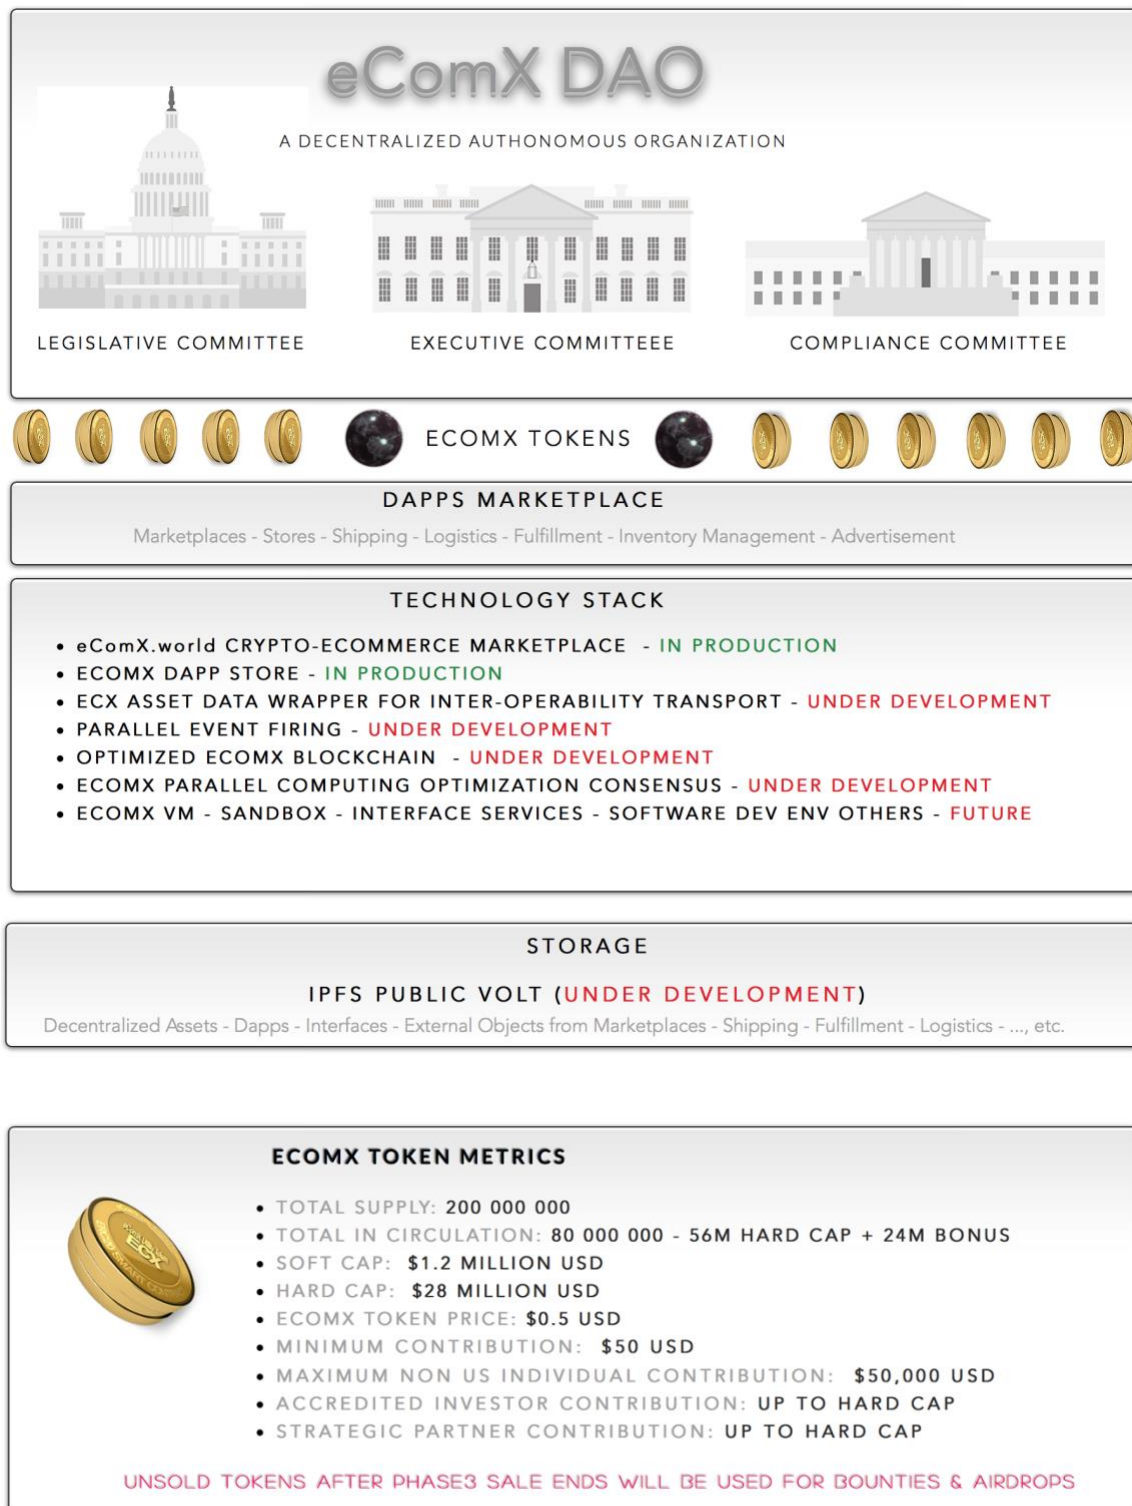 eComX DAO
A DECENTRALIZED AUTHONOMOUS ORGANIZATION
LEGISLATIVE COMMITTEE
EXECUTIVE COMMITTEEE
COMPLIANCE COMMITTEE
ECOMX TOKENS
DAPPS MARKETPLACE
Marketplaces - Stores - Shipping - Logistics - Fulfillment - Inventory Management - Advertisement
TECHNOLOGY STACK
• eComX.world CRYPTO-ECOMMERCE MARKETPLACE - IN PRODUCTION
• ECOMX DAPP STORE - IN PRODUCTION
• ECX ASSET DATA WRAPPER FOR INTER-OPERABILITY TRANSPORT - UNDER DEVELOPMENT
• PARALLEL EVENT FIRING - UNDER DEVELOPMENT
• OPTIMIZED ECOMX BLOCKCHAIN - UNDER DEVELOPMENT
• ECOMX PARALLEL COMPUTING OPTIMIZATION CONSENSUS - UNDER DEVELOPMENT
• ECOMX VM - SANDBOX - INTERFACE SERVICES - SOFTWARE DEV ENV OTHERS - FUTURE
STORAGE
IPFS PUBLIC VOLT (UNDER DEVELOPMENT)
Decentralized Assets - Dapps - Interfaces - External Objects from Marketplaces - Shipping - Fulfillment - Logistics - ..., etc.
ECOMX TOKEN METRICS
• TOTAL SUPPLY: 200 000 000
• TOTAL IN CIRCULATION: 80 000 000 - 56M HARD CAP + 24M BONUS
• SOFT CAP: $1.2 MILLION USD
• HARD CAP: $28 MILLION USD
• ECOMX TOKEN PRICE: $0.5 USD
• MINIMUM CONTRIBUTION: $50 USD
• MAXIMUM NON US INDIVIDUAL CONTRIBUTION: $50,000 USD
• ACCREDITED INVESTOR CONTRIBUTION: UP TO HARD CAP
• STRATEGIC PARTNER CONTRIBUTION: UP TO HARD CAP
ECX
UNSOLD TOKENS AFTER PHASE3 SALE ENDS WILL BE USED FOR BOUNTIES & AIRDROPS